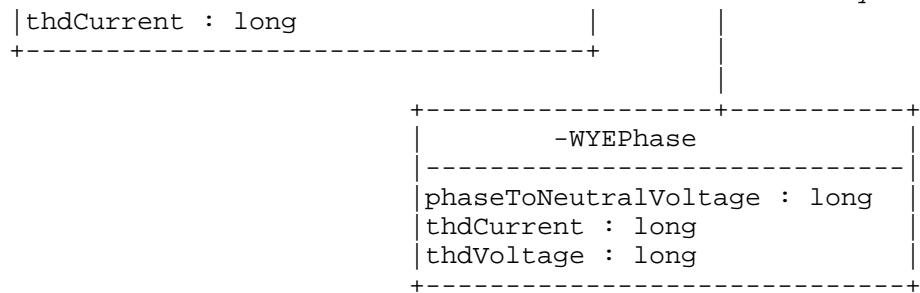 |thdCurrent : long                  |       |
+-----------------------------------+       |
                                            |
                         +------------------+-----------+
                         |        -WYEPhase             |
                         |------------------------------|
                         |phaseToNeutralVoltage : long  |
                         |thdCurrent : long             |
                         |thdVoltage : long             |
                         +------------------------------+